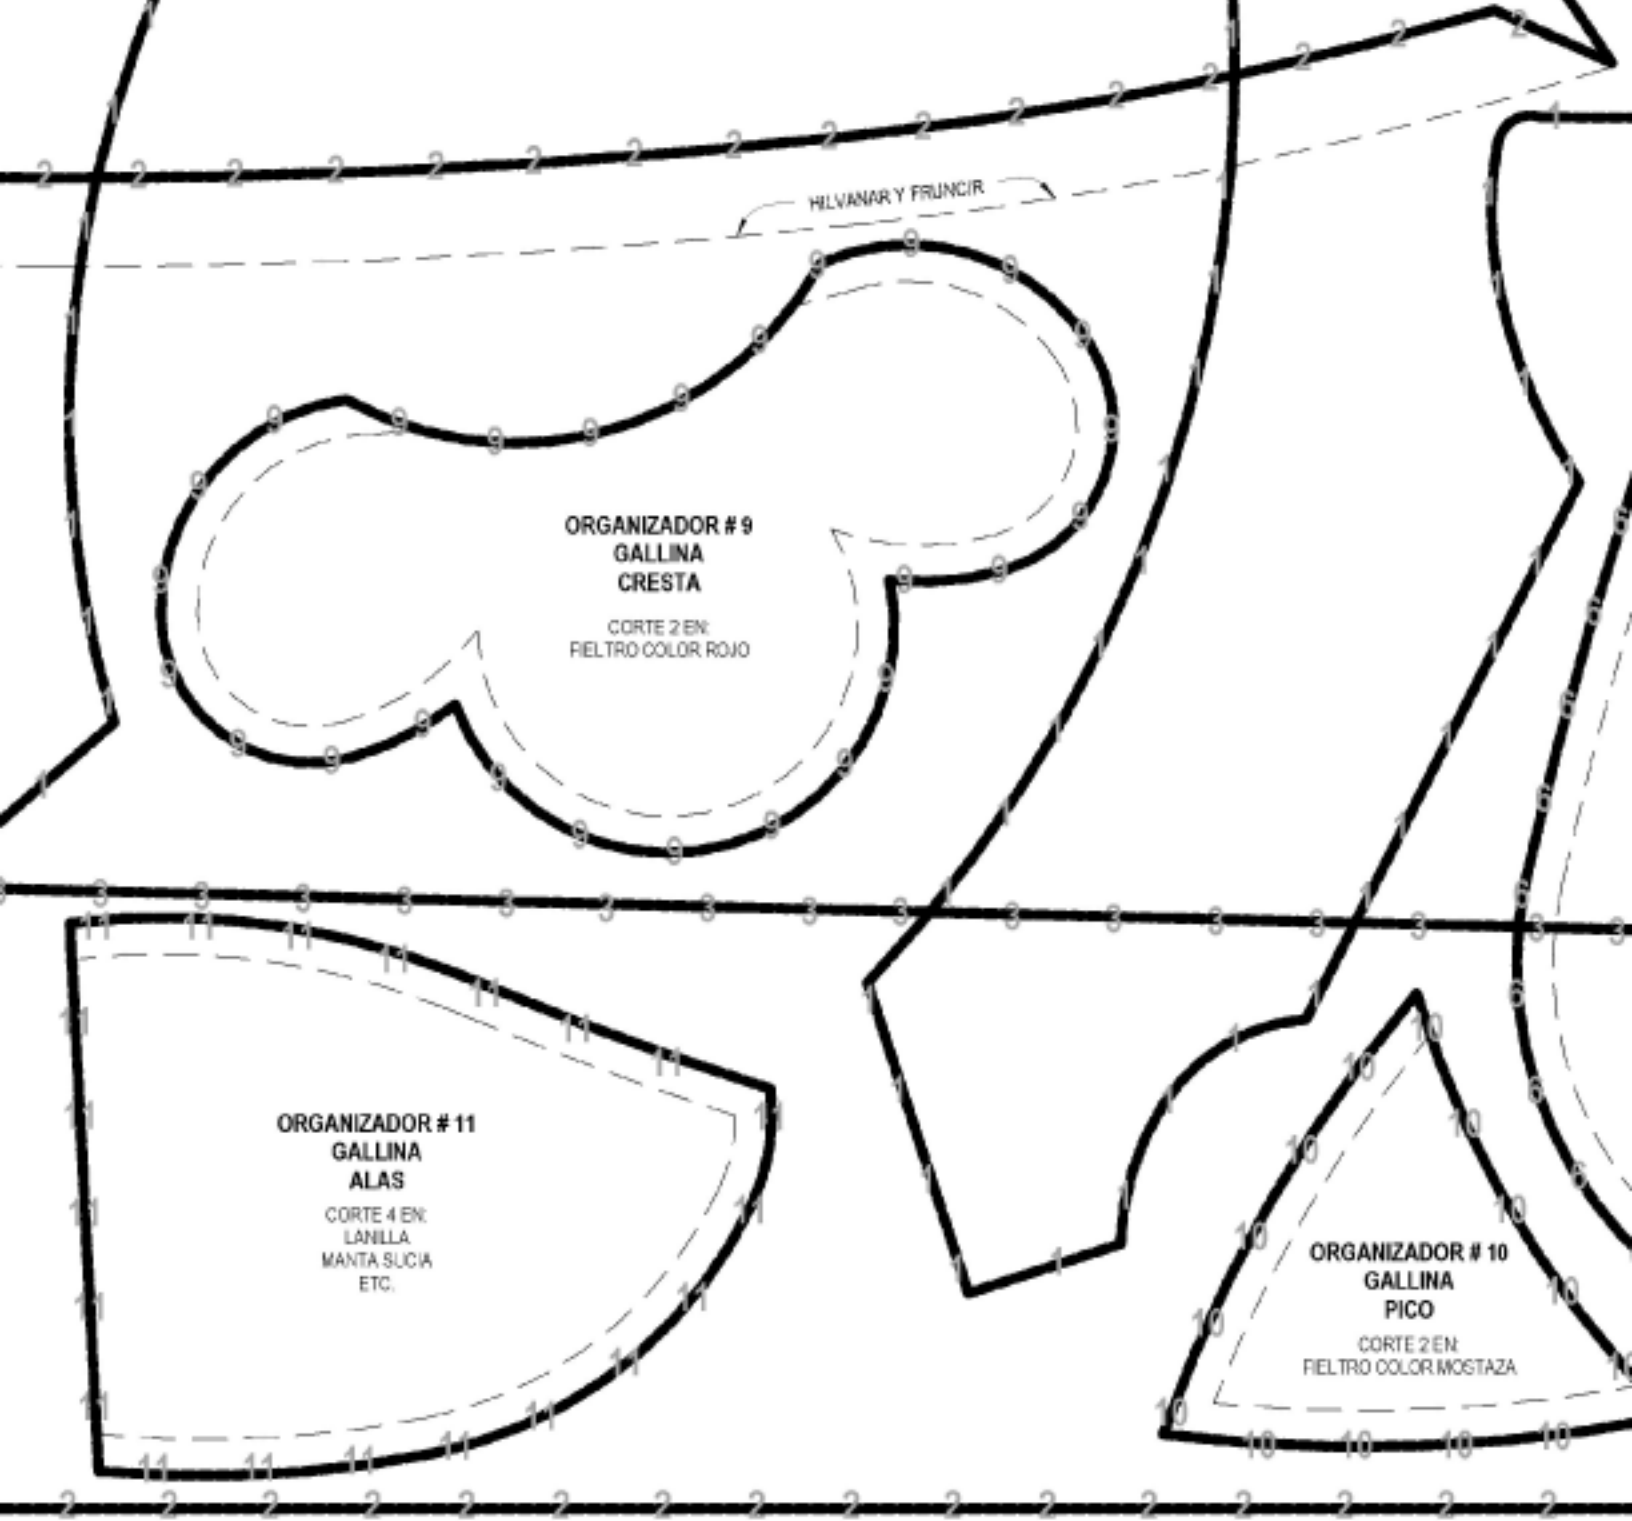 HILVANAR Y FRUNCIR
ORGANIZADOR # 9
GALLINA
CRESTA
CORTE 2 EN:
FIELTRO COLOR ROJO
ORGANIZADOR # 11
GALLINA
ALAS
CORTE 4 EN:
LANILLA
MANTA SUCIA
ETC.
ORGANIZADOR # 10
GALLINA
PICO
CORTE 2 EN:
FIELTRO COLOR MOSTAZA